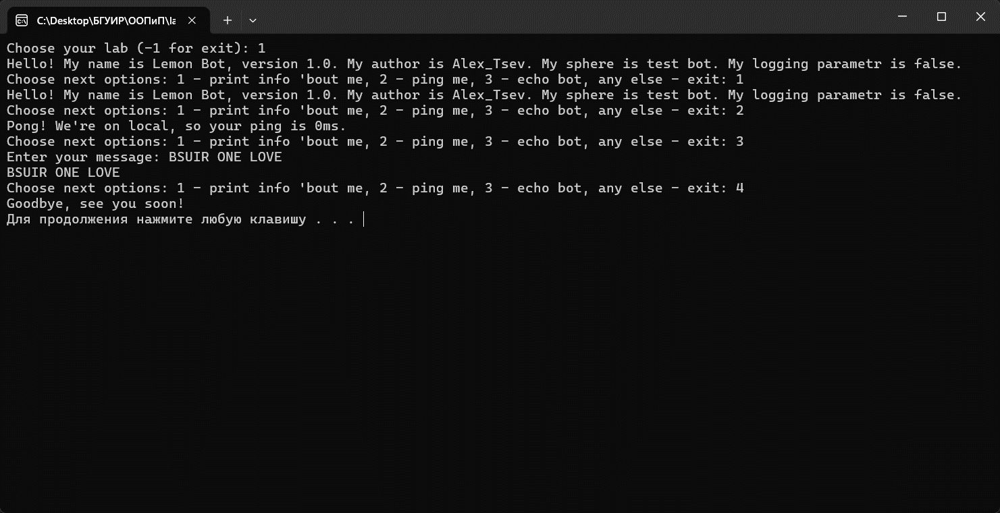 C:\Desktop\БГУИР\ООПиП\la
Choose your lab (-1 for exit): 1
Hello! My name is Lemon Bot, version 1.0. My author is Alex_Tsev. My sphere is test bot. My logging parametr is false.
Choose next options: 1 - print info 'bout me, 2 - ping me, 3 - echo bot, any else - exit: 1
Hello! My name is Lemon Bot, version 1.0. My author is Alex_Tsev. My sphere is test bot. My logging parametr is false.
Choose next options: 1 - print info 'bout me, 2 - ping me, 3 - echo bot, any else - exit: 2
Pong! We're on local, so your ping is 0ms.
Choose next options: 1 - print info 'bout me, 2 - ping me, 3 - echo bot, any else - exit: 3
Enter your message: BSUIR ONE LOVE
BSUIR ONE LOVE
Choose next options: 1 - print info 'bout me, 2 - ping me, 3 - echo bot, any else - exit: 4
Goodbye, see you soon!
Для продолжения нажмите любую клавишу . . .